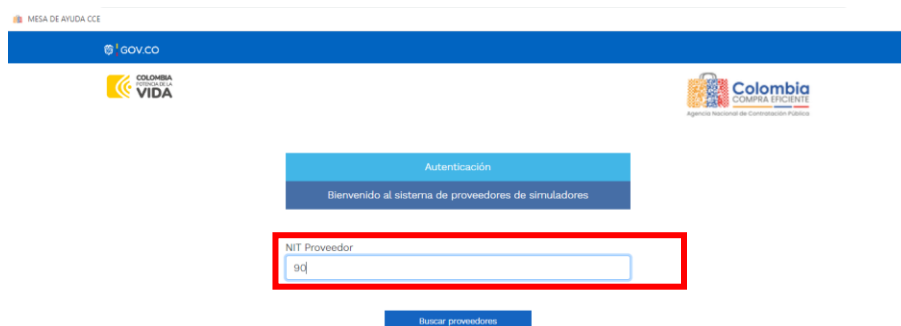 MESA DE AYUDA CCE
GOV.CO
COLOMBIA
POTENCIA DE LA
VIDA
Colombia
COMPRA EFICIENTE
Agencia Nacional de Contratación Pública
Autenticación
Bienvenido al sistema de proveedores de simuladores
NIT Proveedor
90
Buscar proveedores